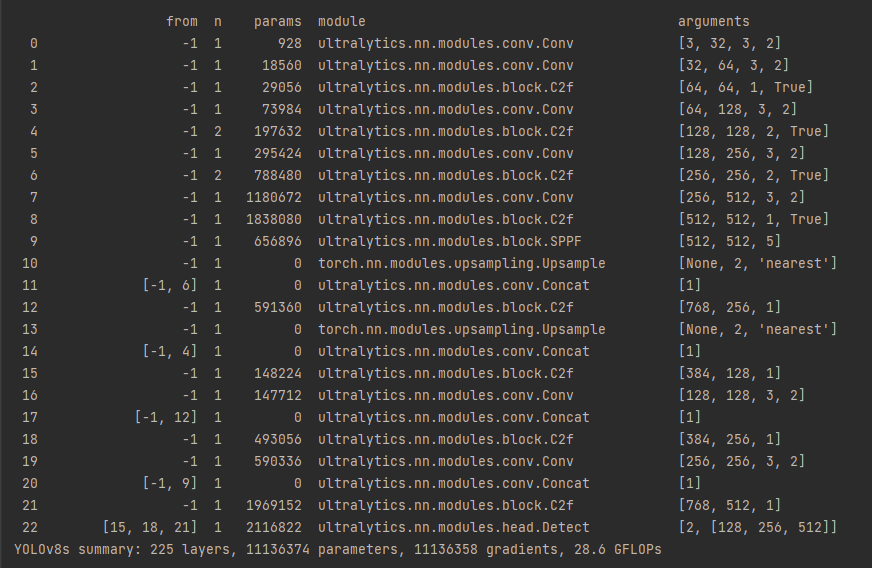 from n params module arguments
0 -1 1 928 ultralytics.nn.modules.conv.Conv [3, 32, 3, 2]
1 -1 1 18560 ultralytics.nn.modules.conv.Conv [32, 64, 3, 2]
2 -1 1 29056 ultralytics.nn.modules.block.C2f [64, 64, 1, True]
3 -1 1 73984 ultralytics.nn.modules.conv.Conv [64, 128, 3, 2]
4 -1 2 197632 ultralytics.nn.modules.block.C2f [128, 128, 2, True]
5 -1 1 295424 ultralytics.nn.modules.conv.Conv [128, 256, 3, 2]
6 -1 2 788480 ultralytics.nn.modules.block.C2f [256, 256, 2, True]
7 -1 1 1180672 ultralytics.nn.modules.conv.Conv [256, 512, 3, 2]
8 -1 1 1838080 ultralytics.nn.modules.block.C2f [512, 512, 1, True]
9 -1 1 656896 ultralytics.nn.modules.block.SPPF [512, 512, 5]
10 -1 1 0 torch.nn.modules.upsampling.Upsample [None, 2, 'nearest']
11 [-1, 6] 1 0 ultralytics.nn.modules.conv.Concat [1]
12 -1 1 591360 ultralytics.nn.modules.block.C2f [768, 256, 1]
13 -1 1 0 torch.nn.modules.upsampling.Upsample [None, 2, 'nearest']
14 [-1, 4] 1 0 ultralytics.nn.modules.conv.Concat [1]
15 -1 1 148224 ultralytics.nn.modules.block.C2f [384, 128, 1]
16 -1 1 147712 ultralytics.nn.modules.conv.Conv [128, 128, 3, 2]
17 [-1, 12] 1 0 ultralytics.nn.modules.conv.Concat [1]
18 -1 1 493056 ultralytics.nn.modules.block.C2f [384, 256, 1]
19 -1 1 590336 ultralytics.nn.modules.conv.Conv [256, 256, 3, 2]
20 [-1, 9] 1 0 ultralytics.nn.modules.conv.Concat [1]
21 -1 1 1969152 ultralytics.nn.modules.block.C2f [768, 512, 1]
22 [15, 18, 21] 1 2116822 ultralytics.nn.modules.head.Detect [2, [128, 256, 512]]
YOLOv8s summary: 225 layers, 11136374 parameters, 11136358 gradients, 28.6 GFLOPs